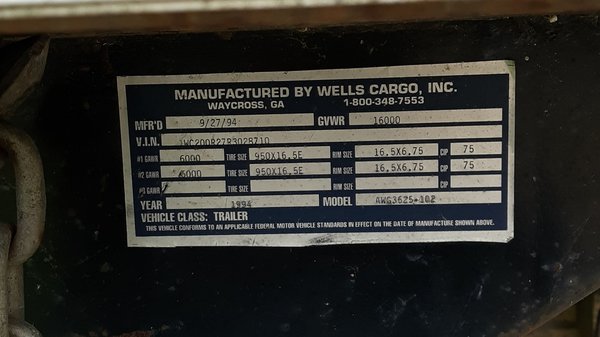 MANUFACTURED BY WELLS CARGO, INC.
WAYCROSS, GA 1-800-348-7553
MFR'D 9/27/94 GVWR 16000
V.I.N.
#1 GAWR 6000 TIRE SIZE 950X16.5E RIM SIZE 16.5X6.75 CIP 75
#2 GAWR 6000 TIRE SIZE 950X16.5E RIM SIZE 16.5X6.75 CIP 75
#3 GAWR TIRE SIZE RIM SIZE CIP
YEAR 1994 MODEL AWG3625-102
VEHICLE CLASS: TRAILER
THIS VEHICLE CONFORMS TO AN APPLICABLE FEDERAL MOTOR VEHICLE STANDARDS IN EFFECT ON THE DATE OF MANUFACTURE SHOWN ABOVE.